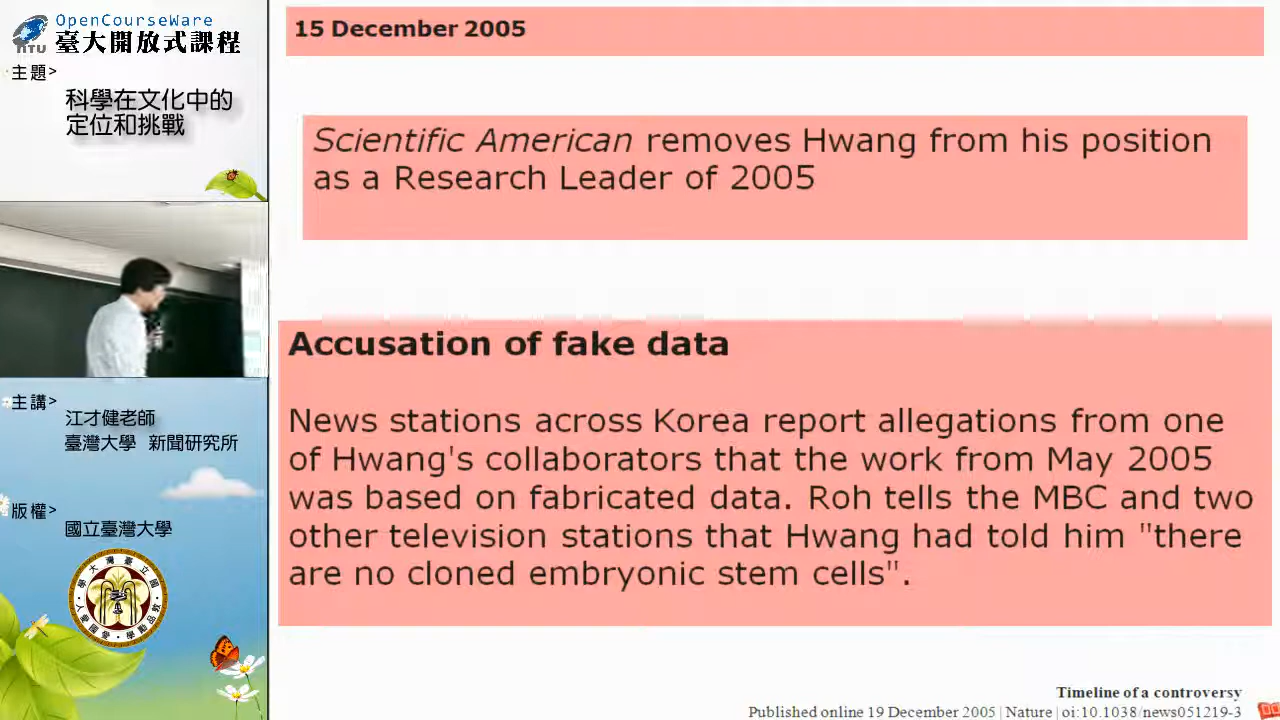 OpenCourseWare
NTU 臺大開放式課程
主題>
科學在文化中的
定位和挑戰
主講>
江才健老師
臺灣大學 新聞研究所
版權>
國立臺灣大學
15 December 2005
Scientific American removes Hwang from his position
as a Research Leader of 2005
Accusation of fake data
News stations across Korea report allegations from one
of Hwang's collaborators that the work from May 2005
was based on fabricated data. Roh tells the MBC and two
other television stations that Hwang had told him "there
are no cloned embryonic stem cells".
Timeline of a controversy
Published online 19 December 2005 | Nature | oi:10.1038/news051219-3